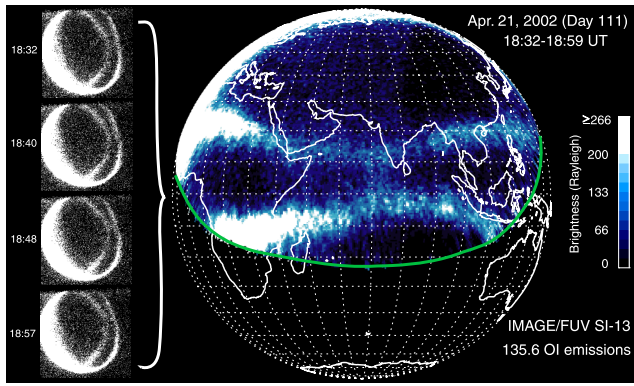 Apr. 21, 2002 (Day 111)
18:32-18:59 UT
18:32
18:40
18:48
18:57
≥266
200
133
66
0
Brightness (Rayleigh)
IMAGE/FUV SI-13
135.6 OI emissions